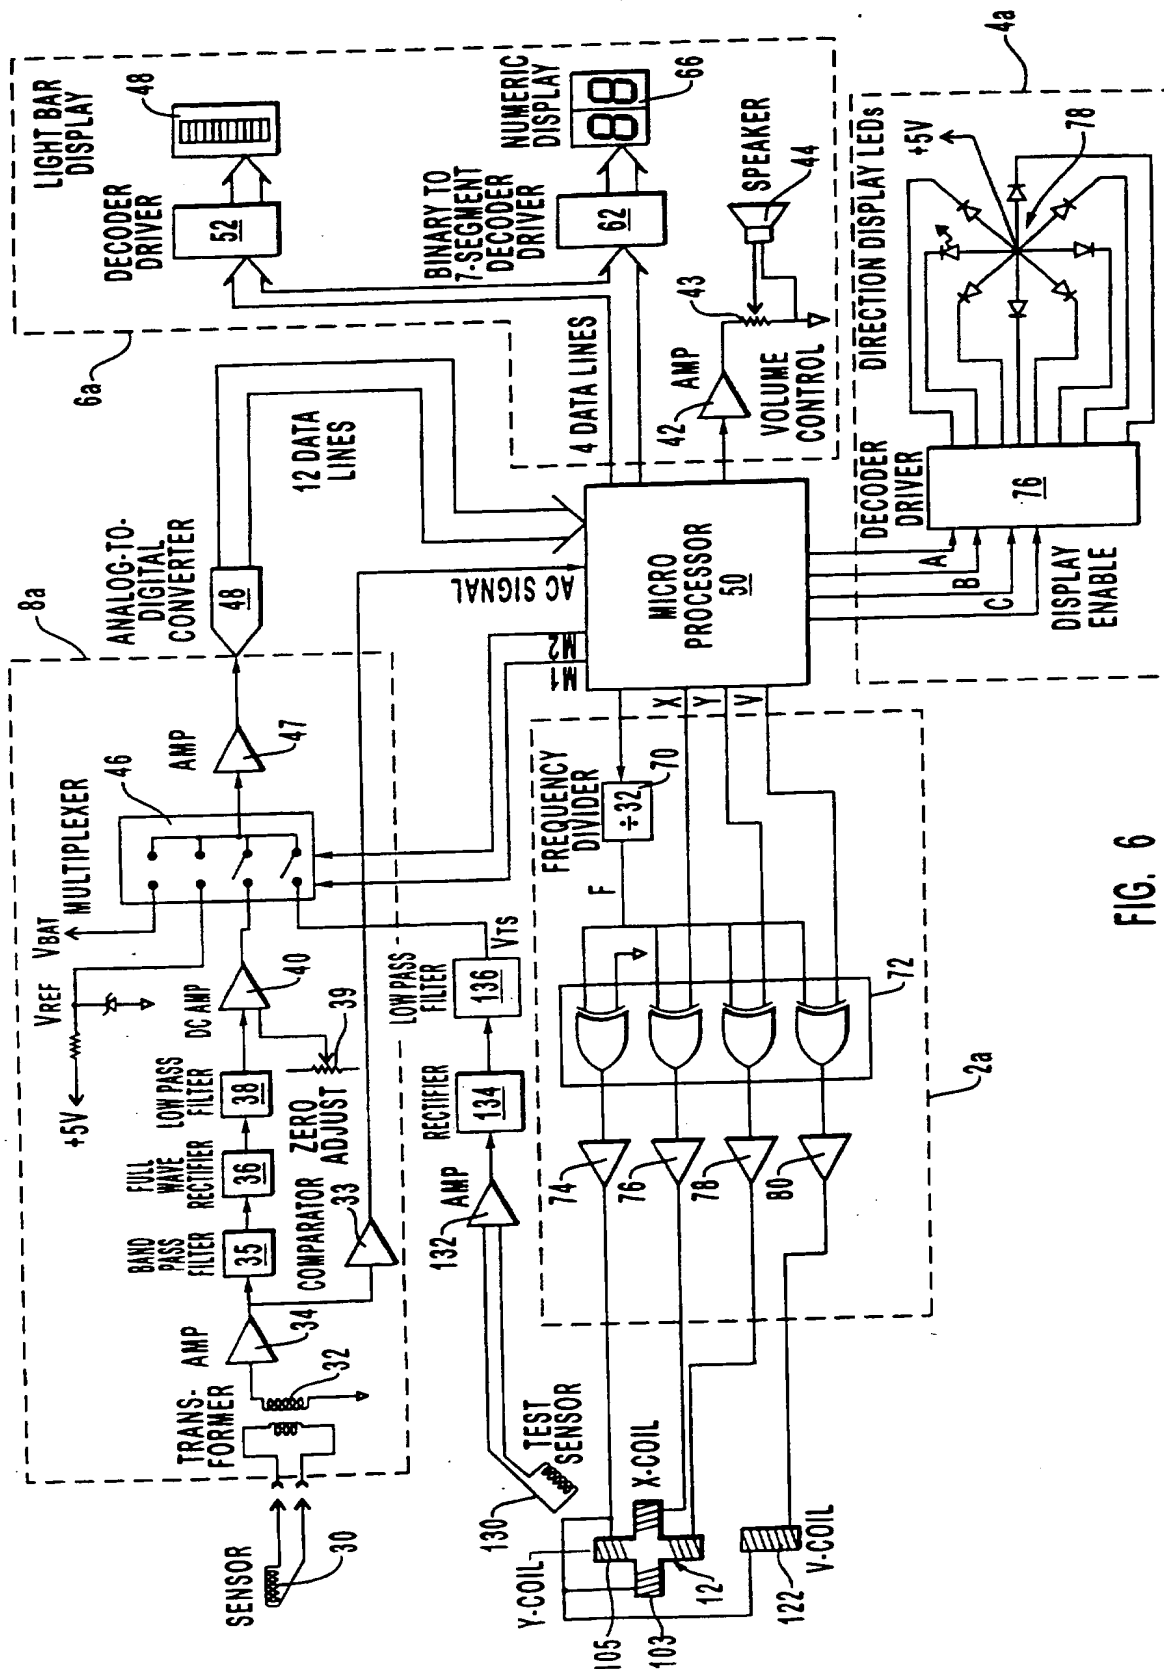 8a
SENSOR
30
TRANS-
FORMER
32
AMP
34
BAND
PASS
FILTER
35
FULL
WAVE
RECTIFIER
36
LOW PASS
FILTER
38
DC AMP
40
ZERO
ADJUST
39
COMPARATOR
33
+5V
VREF
VBAT
MULTIPLEXER
46
AMP
47
ANALOG-TO-
DIGITAL
CONVERTER
48
12 DATA
LINES
6a
LIGHT BAR
DISPLAY
48
DECODER
DRIVER
52
BINARY TO
7-SEGMENT
DECODER
DRIVER
62
NUMERIC
DISPLAY
88
66
4 DATA LINES
AMP
42
43
VOLUME
CONTROL
SPEAKER
44
TEST
SENSOR
130
AMP
132
RECTIFIER
134
LOW PASS
FILTER
136
VTS
M1
M2
AC SIGNAL
MICRO
PROCESSOR
50
X
Y
V
FREQUENCY
DIVIDER
÷32
70
F
72
2a
74
76
78
80
Y-COIL
X-COIL
105
103
12
V-COIL
122
A
B
C
DISPLAY
ENABLE
DECODER
DRIVER
76
DIRECTION DISPLAY LEDs
+5V
78
4a
FIG. 6